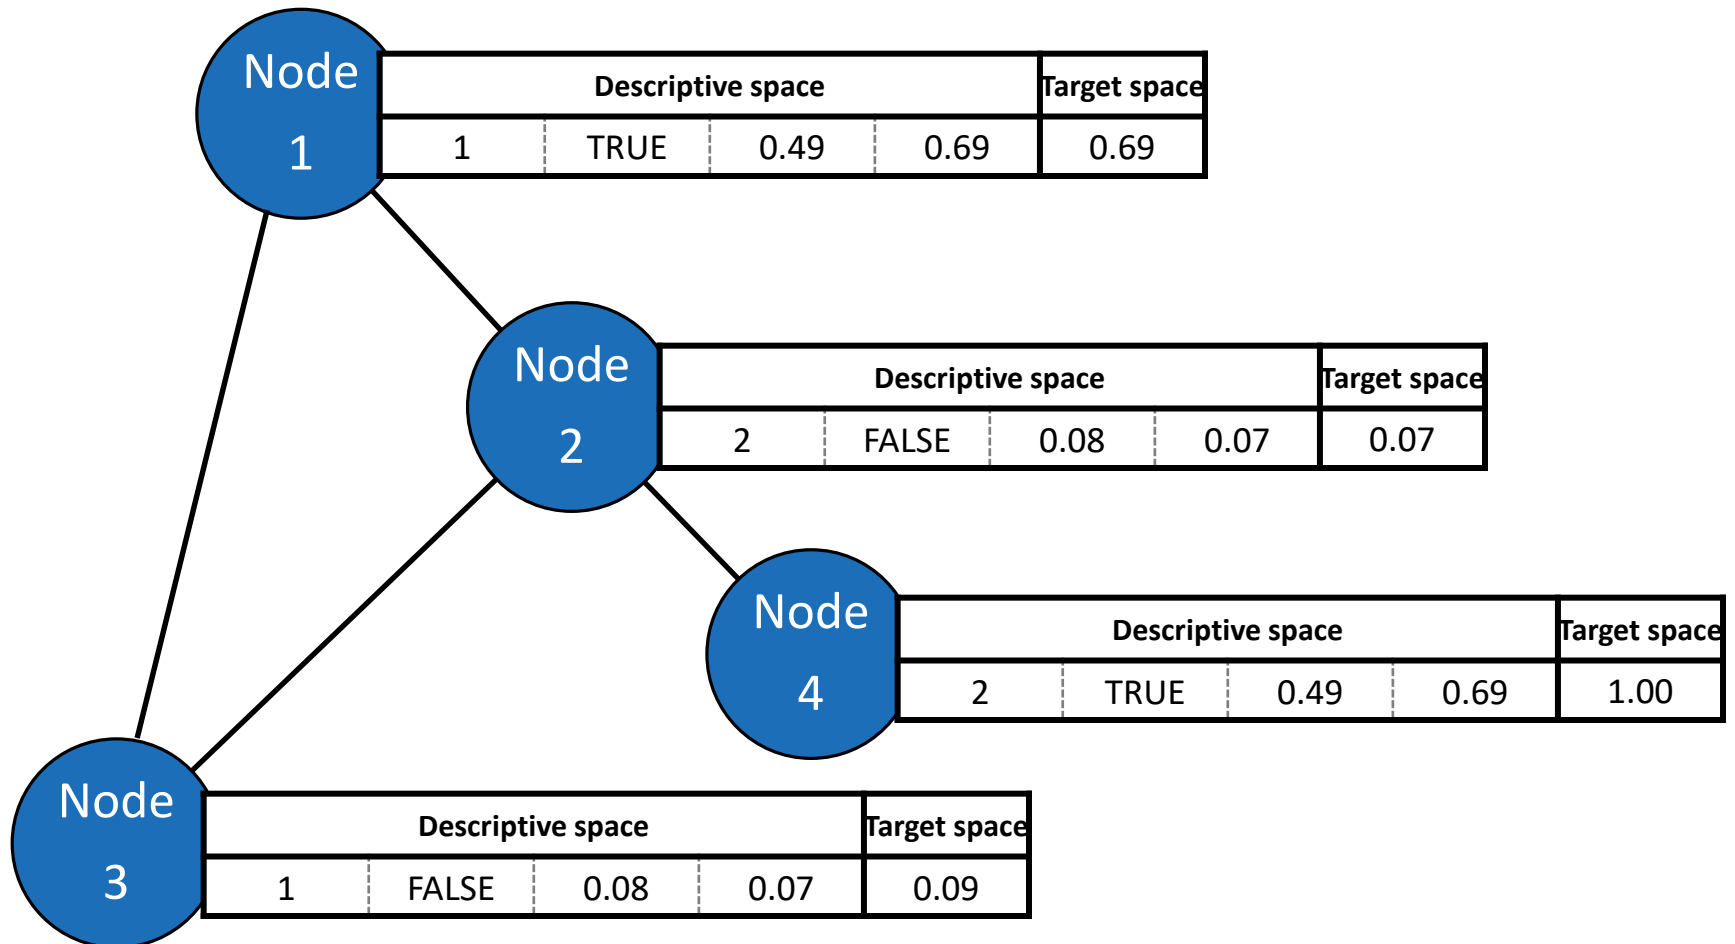 Node
1
Descriptive space Target space
1 TRUE 0.49 0.69 0.69
Node
2
Descriptive space Target space
2 FALSE 0.08 0.07 0.07
Node
4
Descriptive space Target space
2 TRUE 0.49 0.69 1.00
Node
3
Descriptive space Target space
1 FALSE 0.08 0.07 0.09